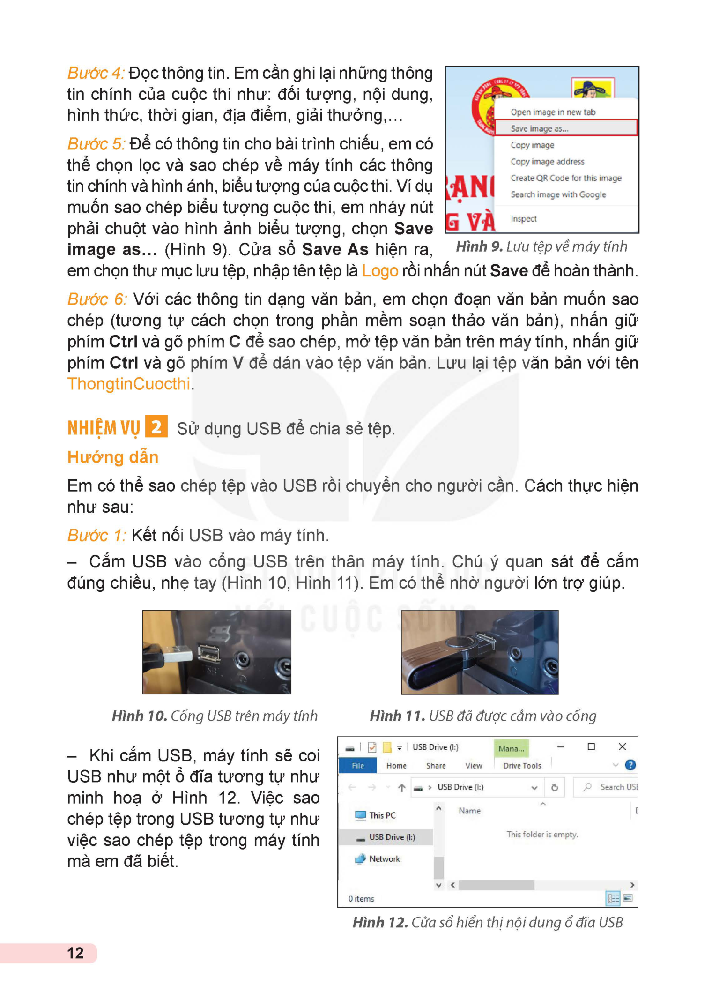 Bước 4: Đọc thông tin. Em cần ghi lại những thông
tin chính của cuộc thi như: đối tượng, nội dung,
hình thức, thời gian, địa điểm, giải thưởng,...
Bước 5: Để có thông tin cho bài trình chiếu, em có
thể chọn lọc và sao chép về máy tính các thông
tin chính và hình ảnh, biểu tượng của cuộc thi. Ví dụ
muốn sao chép biểu tượng cuộc thi, em nháy nút
phải chuột vào hình ảnh biểu tượng, chọn Save
image as... (Hình 9). Cửa sổ Save As hiện ra,
em chọn thư mục lưu tệp, nhập tên tệp là Logo rồi nhấn nút Save để hoàn thành.
Open image in new tab
Save image as...
Copy image
Copy image address
Create QR Code for this image
Search image with Google
Inspect
RẠNG
G VÀ
Hình 9. Lưu tệp về máy tính
Bước 6: Với các thông tin dạng văn bản, em chọn đoạn văn bản muốn sao
chép (tương tự cách chọn trong phần mềm soạn thảo văn bản), nhấn giữ
phím Ctrl và gõ phím C để sao chép, mở tệp văn bản trên máy tính, nhấn giữ
phím Ctrl và gõ phím V để dán vào tệp văn bản. Lưu lại tệp văn bản với tên
ThongtinCuocthi.
NHIỆM VỤ 2 Sử dụng USB để chia sẻ tệp.
Hướng dẫn
Em có thể sao chép tệp vào USB rồi chuyển cho người cần. Cách thực hiện
như sau:
Bước 1: Kết nối USB vào máy tính.
– Cắm USB vào cổng USB trên thân máy tính. Chú ý quan sát để cắm
đúng chiều, nhẹ tay (Hình 10, Hình 11). Em có thể nhờ người lớn trợ giúp.
KẾT NỐI TRI THỨC
VỚI CUỘC SỐNG
Hình 10. Cổng USB trên máy tính
Hình 11. USB đã được cắm vào cổng
– Khi cắm USB, máy tính sẽ coi
USB như một ổ đĩa tương tự như
minh hoạ ở Hình 12. Việc sao
chép tệp trong USB tương tự như
việc sao chép tệp trong máy tính
mà em đã biết.
USB Drive (I:) Mana...
File Home Share View Drive Tools
USB Drive (I:) Search USB
This PC
USB Drive (I:)
Network
Name
This folder is empty.
0 items
Hình 12. Cửa sổ hiển thị nội dung ổ đĩa USB
12